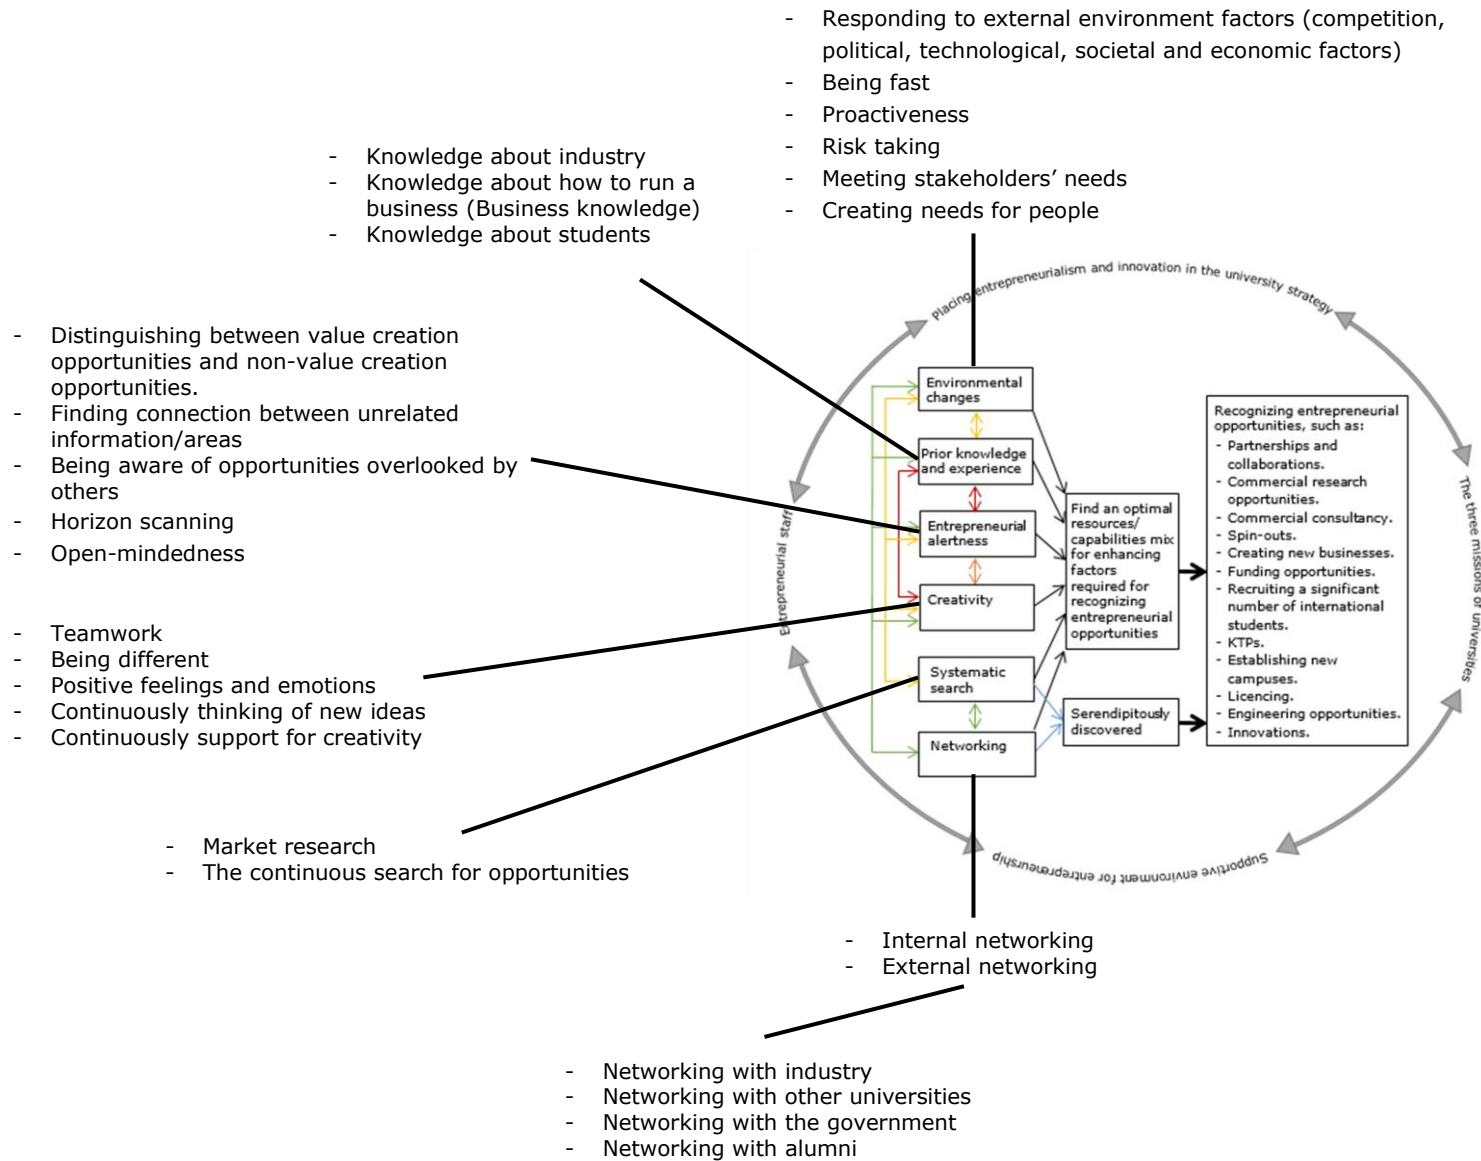 - Responding to external environment factors (competition,
political, technological, societal and economic factors)
- Being fast
- Proactiveness
- Risk taking
- Meeting stakeholders’ needs
- Creating needs for people
- Knowledge about industry
- Knowledge about how to run a
business (Business knowledge)
- Knowledge about students
- Distinguishing between value creation
opportunities and non-value creation
opportunities.
- Finding connection between unrelated
information/areas
- Being aware of opportunities overlooked by
others
- Horizon scanning
- Open-mindedness
- Teamwork
- Being different
- Positive feelings and emotions
- Continuously thinking of new ideas
- Continuously support for creativity
- Market research
- The continuous search for opportunities
Placing entrepreneurialism and innovation in the university strategy
Entrepreneurial staff
The three missions of universities
Supportive environment for entrepreneurship
Environmental
changes
Prior knowledge
and experience
Entrepreneurial
alertness
Creativity
Systematic
search
Networking
Find an optimal
resources/
capabilities mix
for enhancing
factors
required for
recognizing
entrepreneurial
opportunities
Serendipitously
discovered
Recognizing entrepreneurial
opportunities, such as:
- Partnerships and
collaborations.
- Commercial research
opportunities.
- Commercial consultancy.
- Spin-outs.
- Creating new businesses.
- Funding opportunities.
- Recruiting a significant
number of international
students.
- KTPs.
- Establishing new
campuses.
- Licencing.
- Engineering opportunities.
- Innovations.
- Internal networking
- External networking
- Networking with industry
- Networking with other universities
- Networking with the government
- Networking with alumni